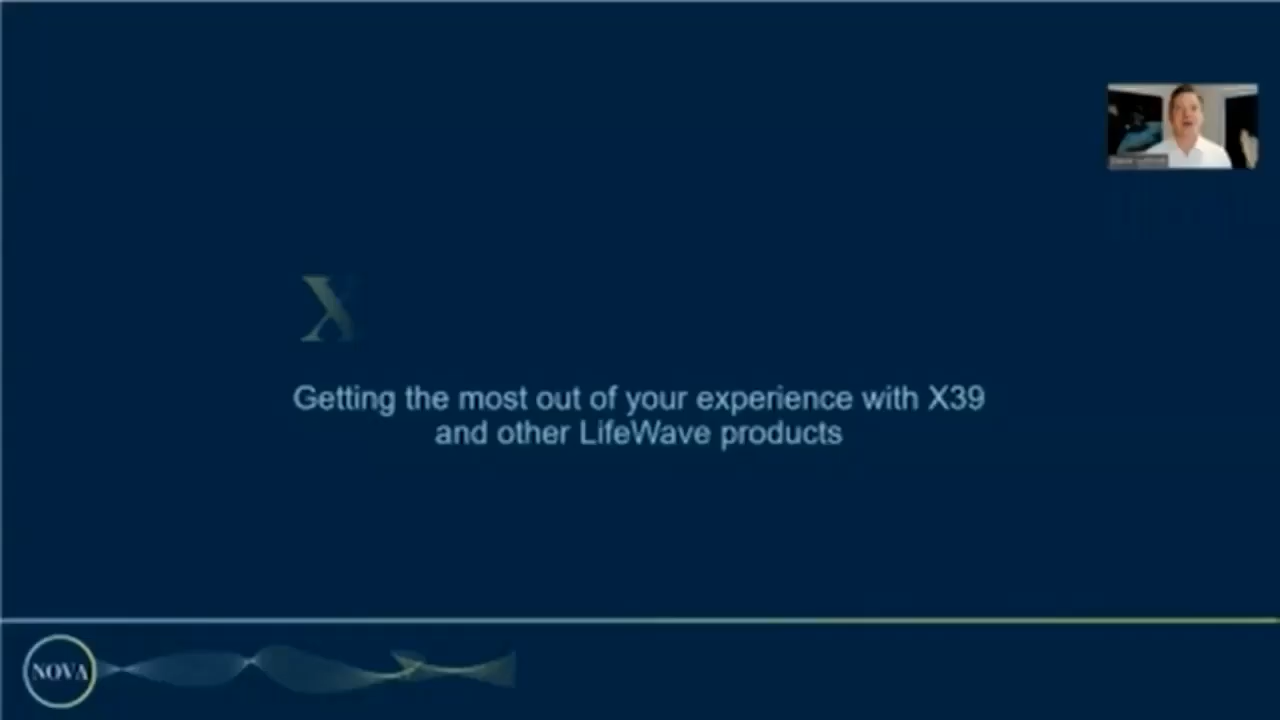 X
Getting the most out of your experience with X39
and other LifeWave products
NOVA